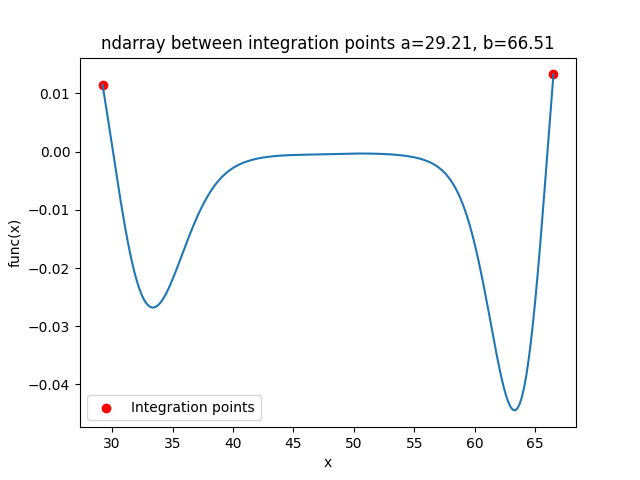 ndarray between integration points a=29.21, b=66.51
func(x)
0.01
0.00
−0.01
−0.02
−0.03
−0.04
Integration points
30 35 40 45 50 55 60 65
x